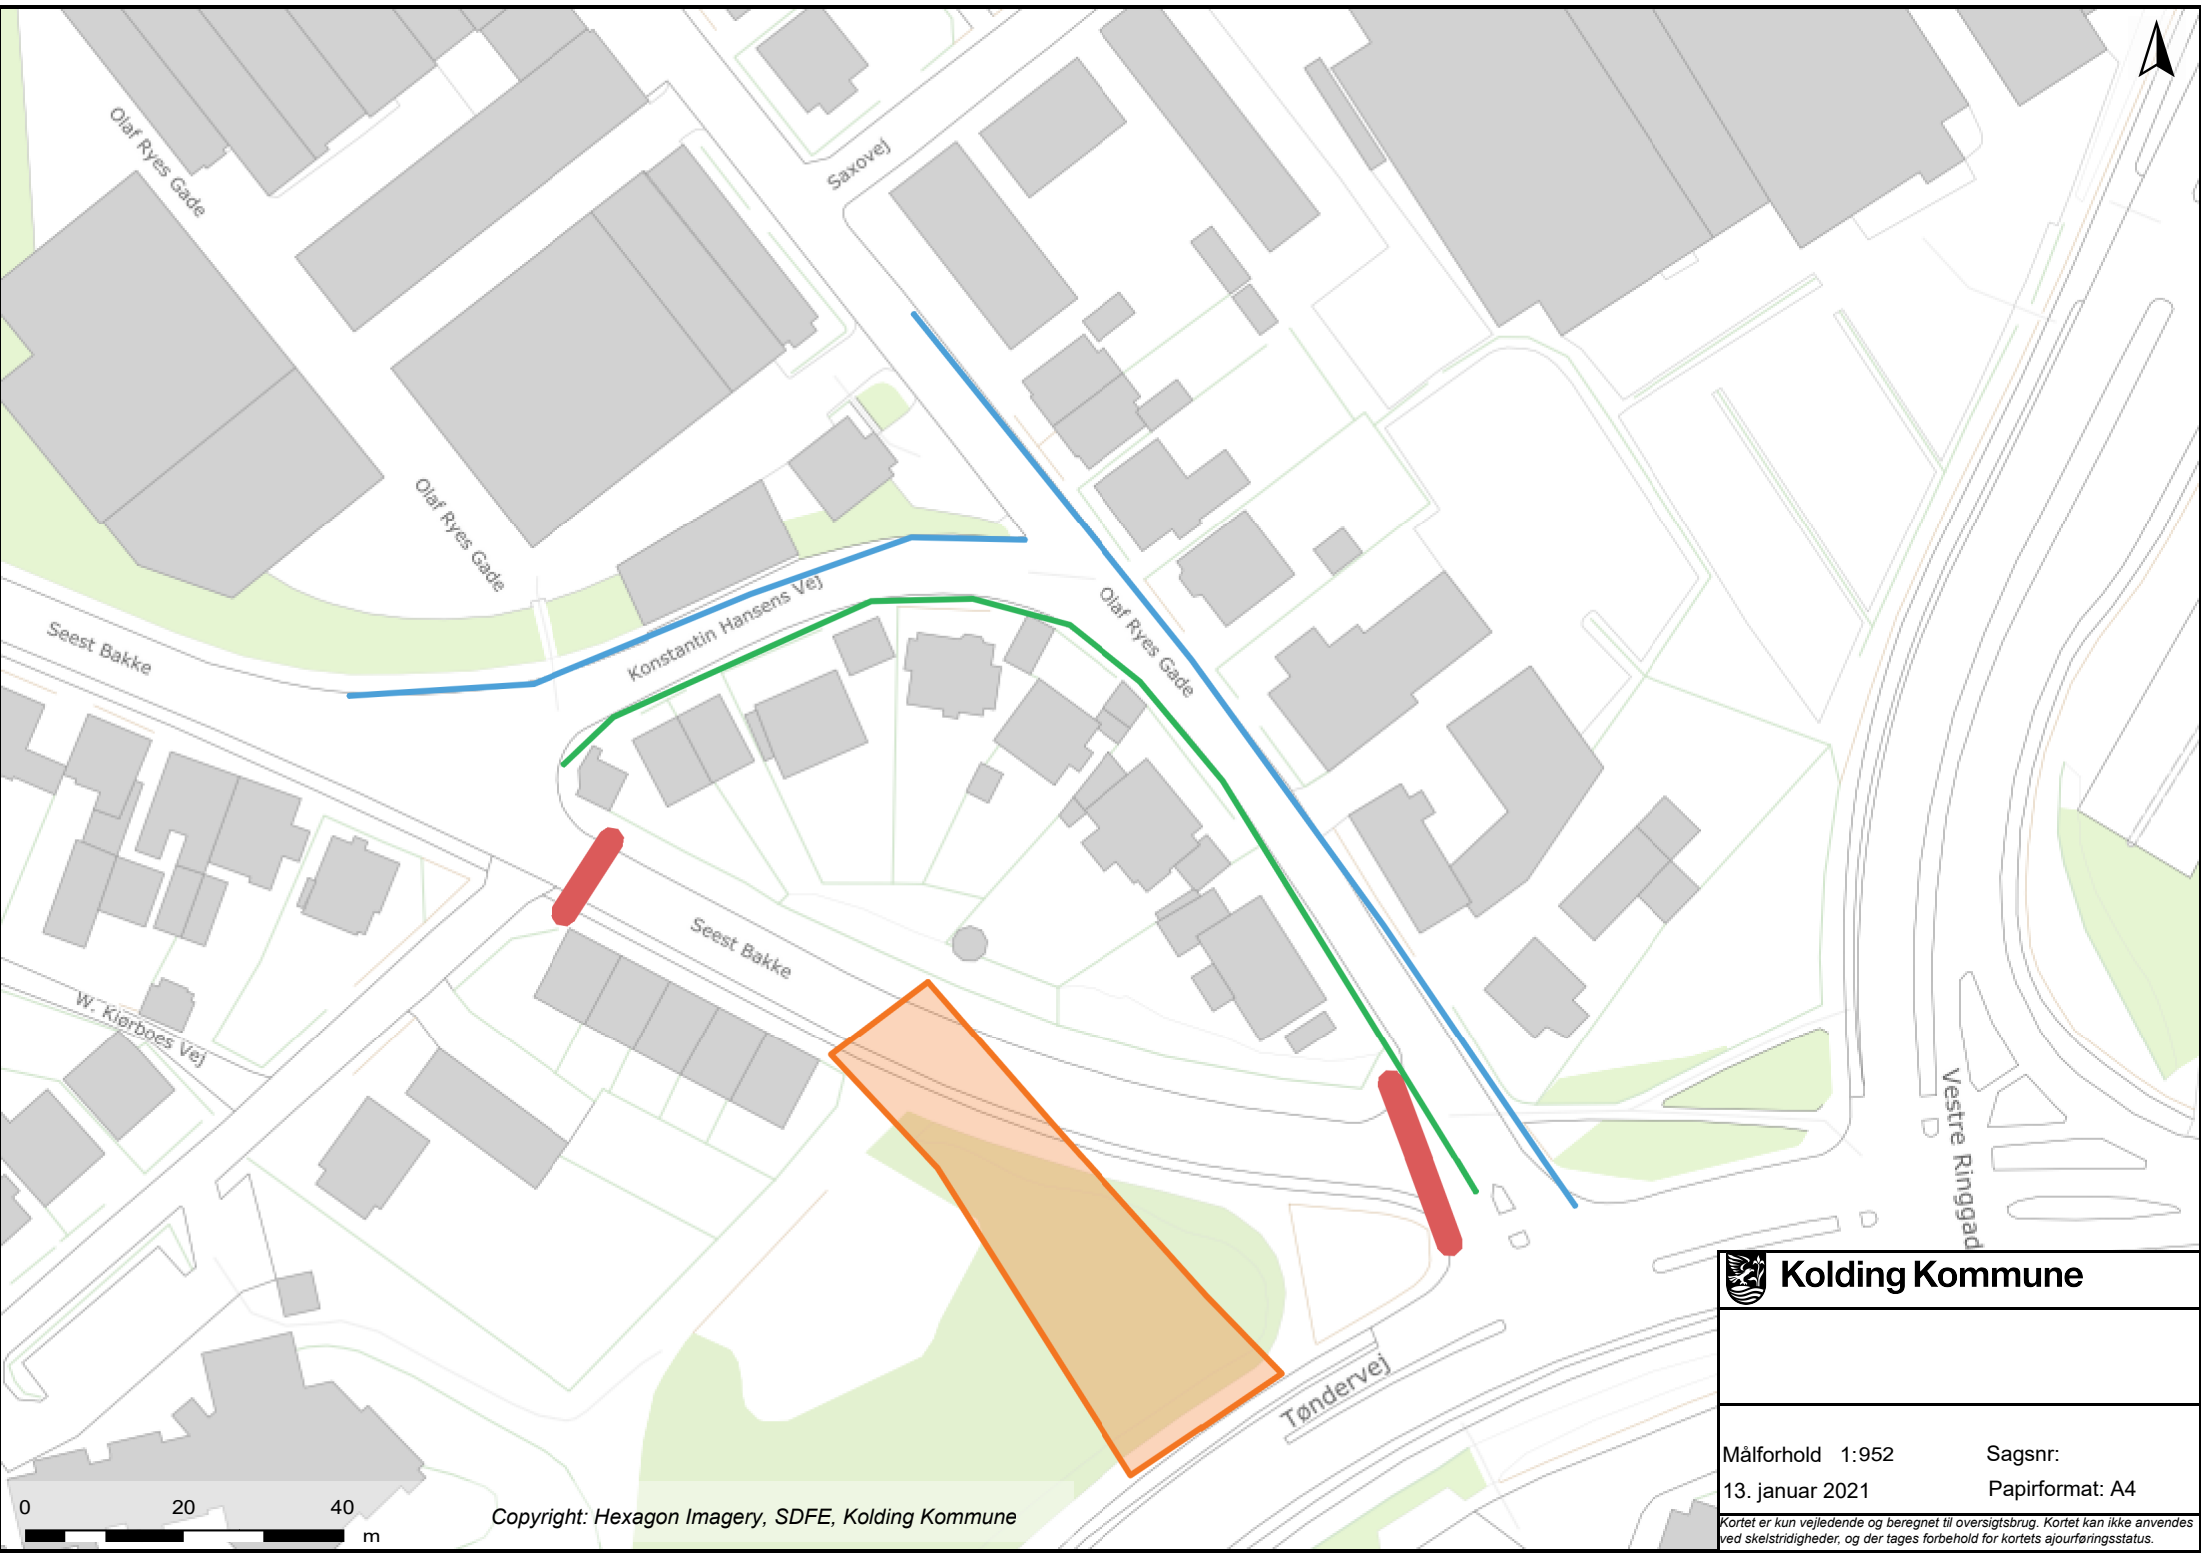 Olaf Ryes Gade
Saxovej
Olaf Ryes Gade
Konstantin Hansens Vej
Olaf Ryes Gade
Seest Bakke
Seest Bakke
W. Kiørboes Vej
Vestre Ringgad
Tøndervej
Kolding Kommune
Målforhold 1:952
Sagsnr:
13. januar 2021
Papirformat: A4
Kortet er kun vejledende og beregnet til oversigtsbrug. Kortet kan ikke anvendes
ved skelstridigheder, og der tages forbehold for kortets ajourføringsstatus.
0 20 40
m
Copyright: Hexagon Imagery, SDFE, Kolding Kommune